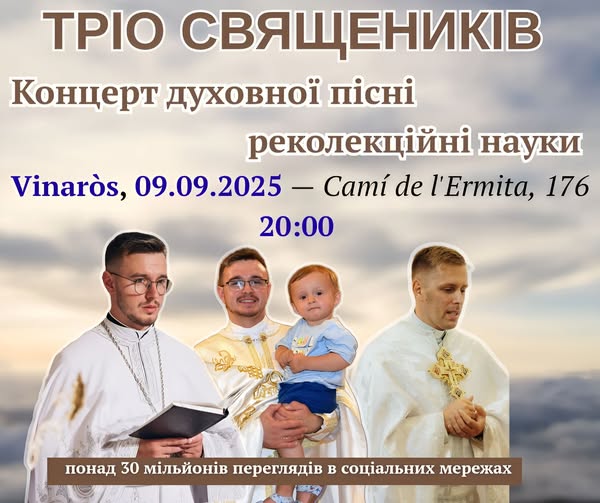 ТРІО СВЯЩЕНИКІВ
Концерт духовної пісні
реколекційні науки
Vinaròs, 09.09.2025 — Camí de l'Ermita, 176
20:00
понад 30 мільйонів переглядів в соціальних мережах